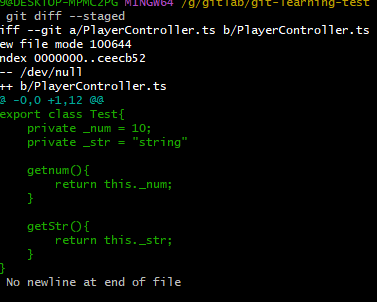 9@DESKTOP-MPMC2PG MINGW64 /g/gitlab/git-learning-test
git diff --staged
iff --git a/PlayerController.ts b/PlayerController.ts
ew file mode 100644
ndex 0000000..ceecb52
-- /dev/null
++ b/PlayerController.ts
@ -0,0 +1,12 @@
export class Test{
    private _num = 10;
    private _str = "string"
    getnum(){
        return this._num;
    }
    getStr(){
        return this._str;
    }
}
No newline at end of file